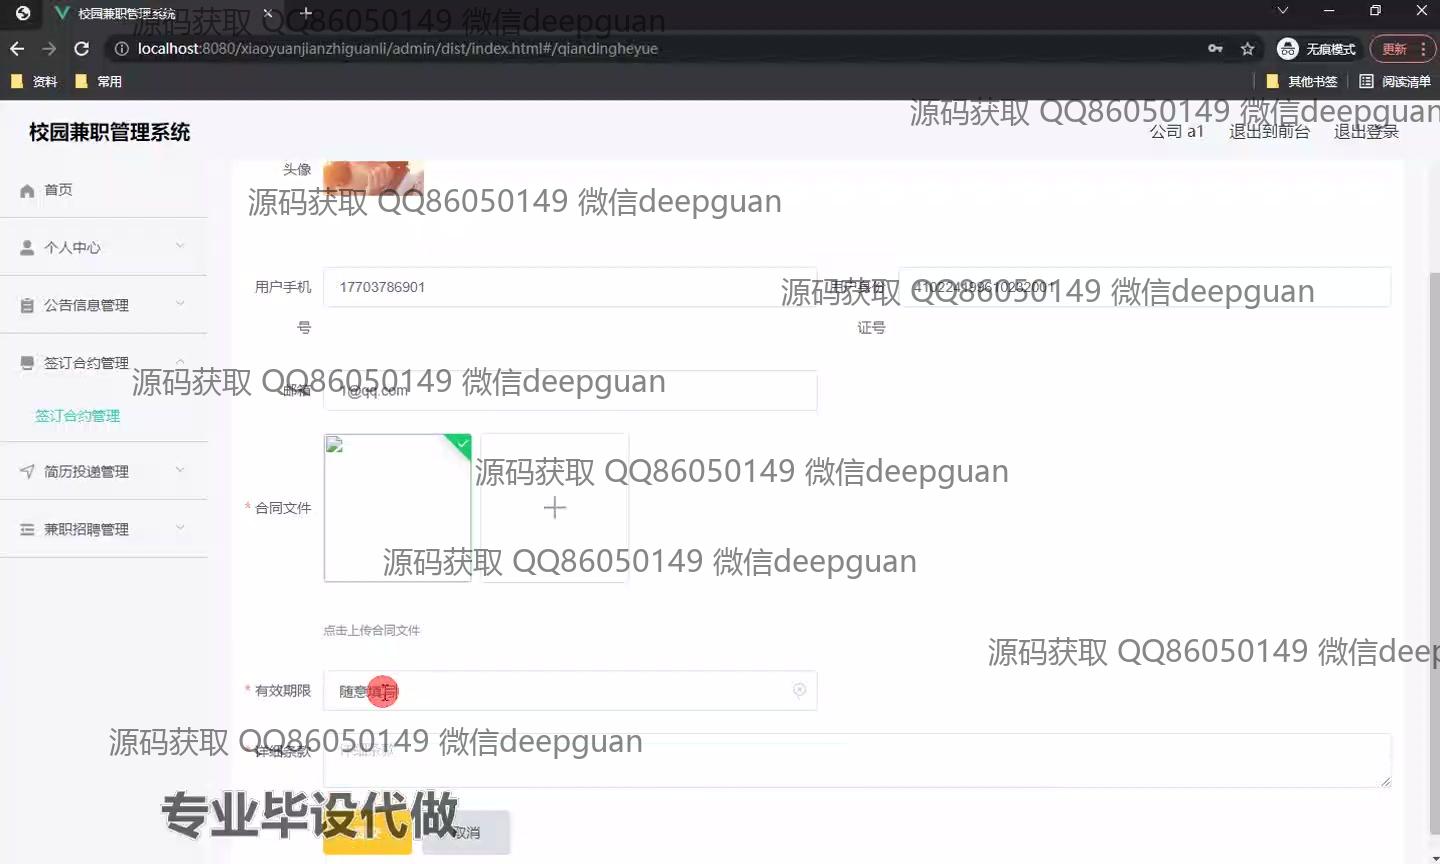 校园兼职管理系统
源码获取 QQ86050149 微信deepguan
localhost:8080/xiaoyuanjianzhiguanli/admin/dist/index.html#/qiandingheyue
无痕模式
更新
资料
常用
其他书签
阅读清单
源码获取 QQ86050149 微信deepguan
校园兼职管理系统
公司 a1
退出到前台
退出登录
头像
首页
源码获取 QQ86050149 微信deepguan
个人中心
用户手机
17703786901
用户身份
源码获取 QQ86050149 微信deepguan
公告信息管理
号
证号
签订合约管理
源码获取 QQ86050149 微信deepguan
邮箱
1@qq.com
签订合约管理
源码获取 QQ86050149 微信deepguan
简历投递管理
* 合同文件
兼职招聘管理
源码获取 QQ86050149 微信deepguan
点击上传合同文件
源码获取 QQ86050149 微信deep
* 有效期限
随意填写
源码获取 QQ86050149 微信deepguan
* 详细条款
详细条款
专业毕设代做
取消